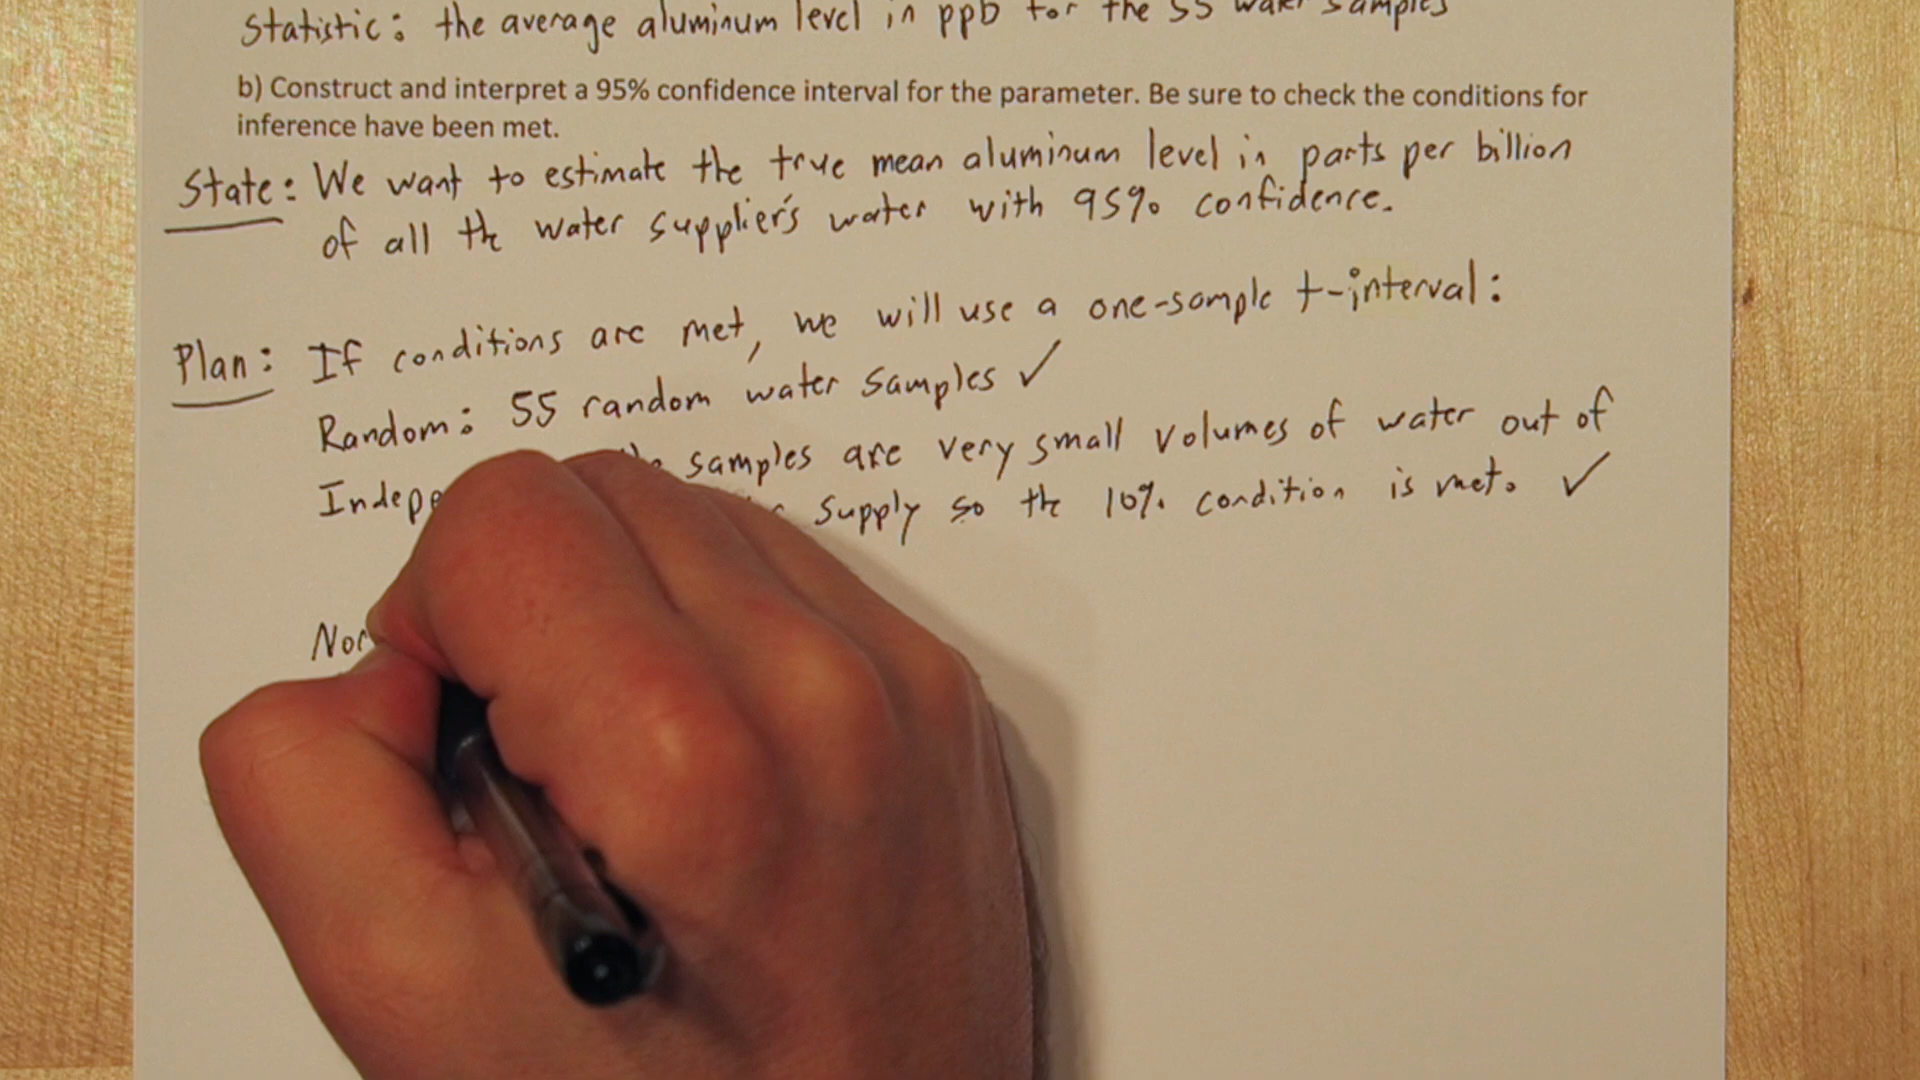 Statistic: the average aluminum level in ppb for the 55 water samples
b) Construct and interpret a 95% confidence interval for the parameter. Be sure to check the conditions for
inference have been met.
State: We want to estimate the true mean aluminum level in parts per billion
of all the water supplier's water with 95% confidence.
Plan: If conditions are met, we will use a one-sample t-interval:
Random: 55 random water samples ✓
Indepe samples are very small volumes of water out of
supply so the 10% condition is met. ✓
Nor